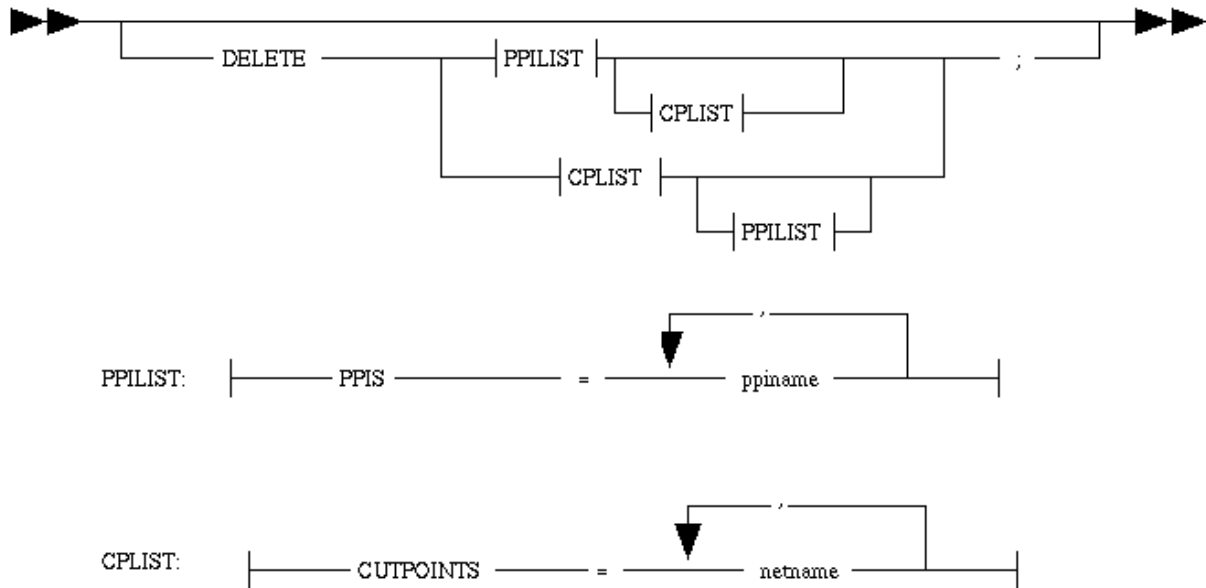 DELETE PPILIST ;
CPLIST
CPLIST
PPILIST
,
PPILIST: PPIS = ppiname
,
CPLIST: CUTPOINTS = netname